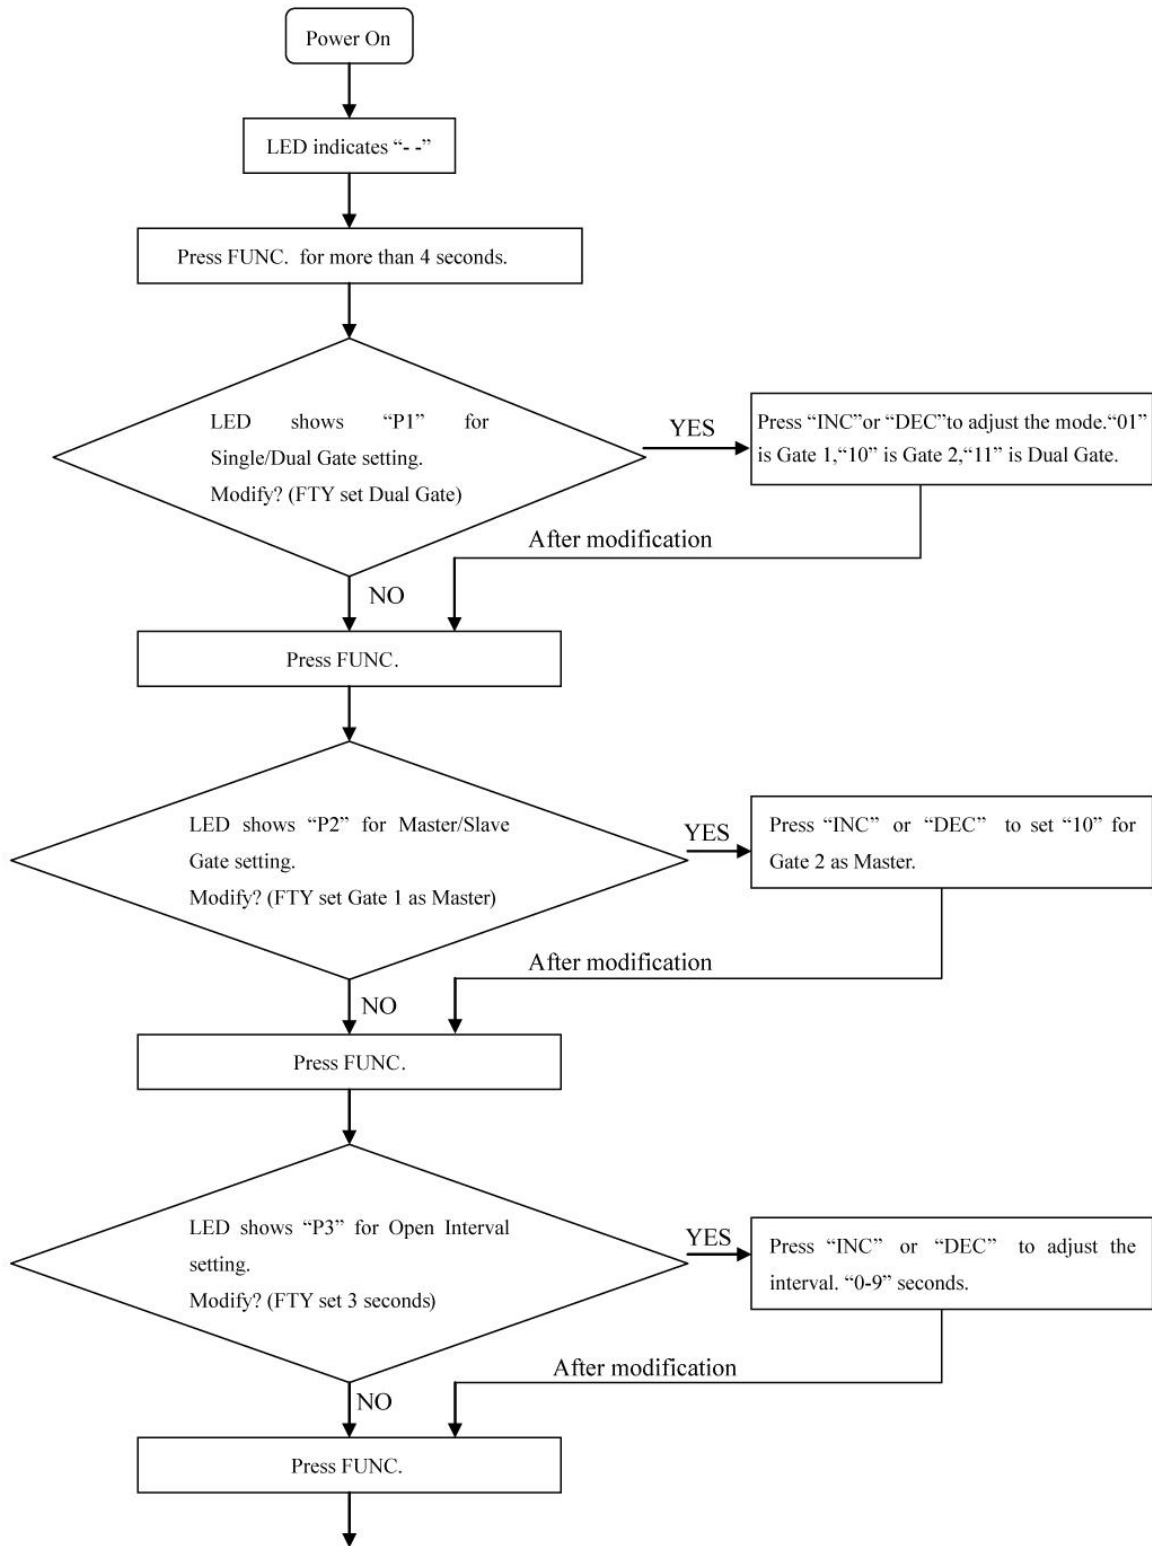 Power On
LED indicates “- -”
Press FUNC.  for more than 4 seconds.
LED shows “P1” for
Single/Dual Gate setting.
Modify? (FTY set Dual Gate)
YES
Press “INC”or “DEC”to adjust the mode.“01”
is Gate 1,“10” is Gate 2,“11” is Dual Gate.
After modification
NO
Press FUNC.
LED shows “P2” for Master/Slave
Gate setting.
Modify? (FTY set Gate 1 as Master)
YES
Press “INC” or “DEC” to set “10” for
Gate 2 as Master.
After modification
NO
Press FUNC.
LED shows “P3” for Open Interval
setting.
Modify? (FTY set 3 seconds)
YES
Press “INC” or “DEC” to adjust the
interval. “0-9” seconds.
After modification
NO
Press FUNC.